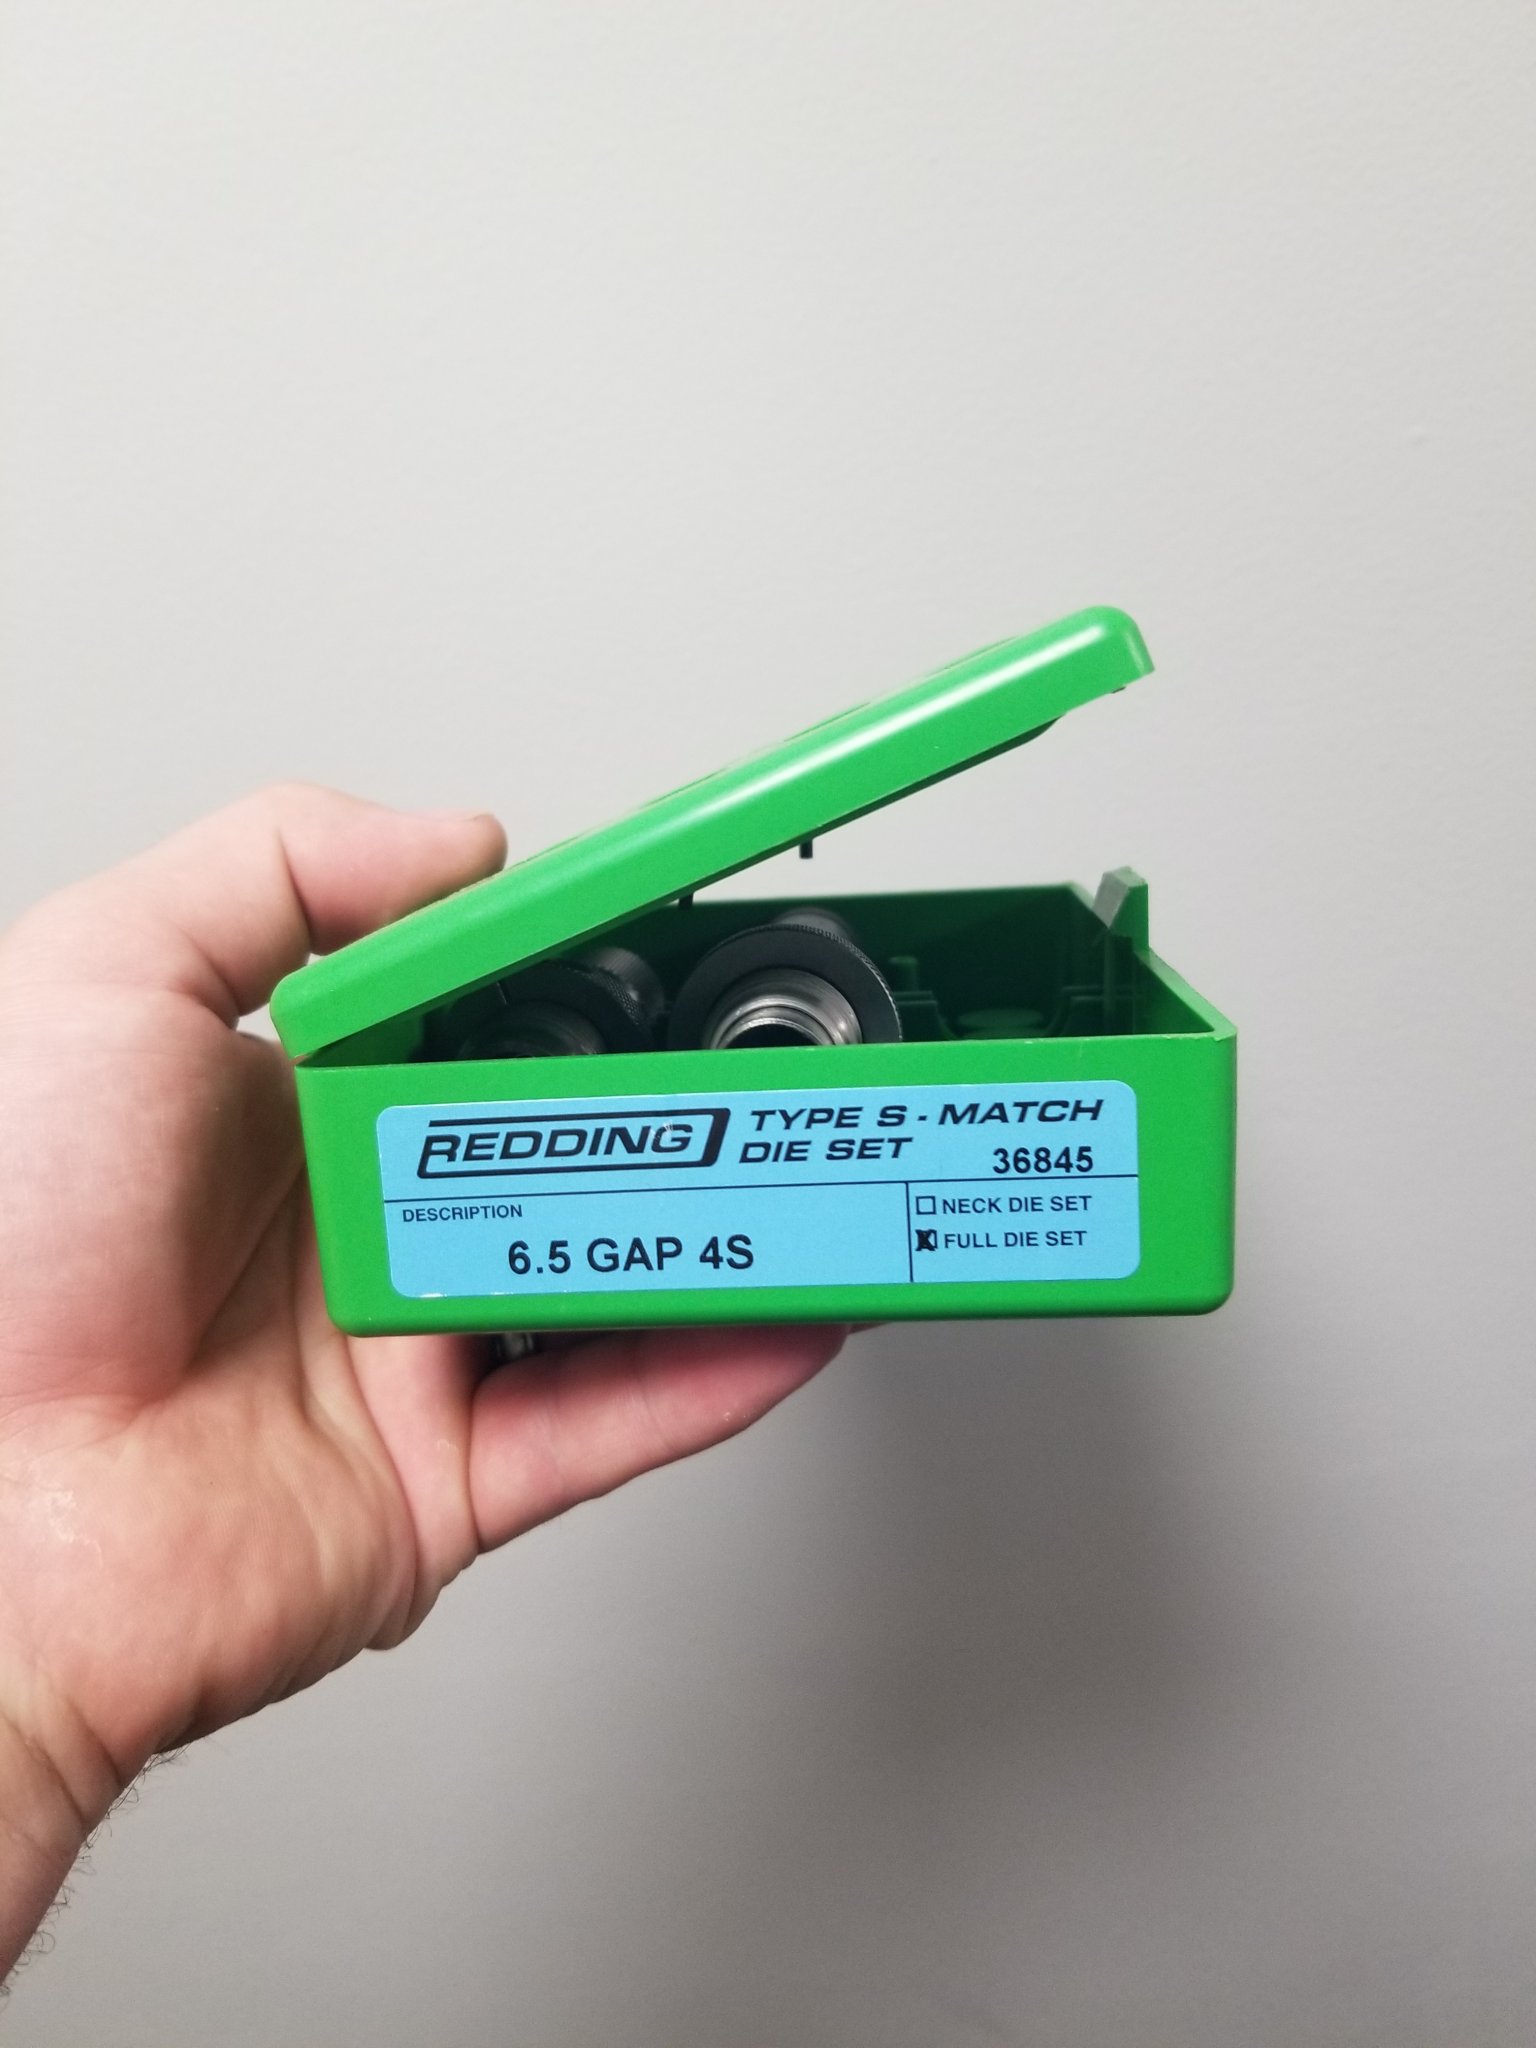 REDDING
TYPE S - MATCH
DIE SET
36845
DESCRIPTION
6.5 GAP 4S
NECK DIE SET
FULL DIE SET